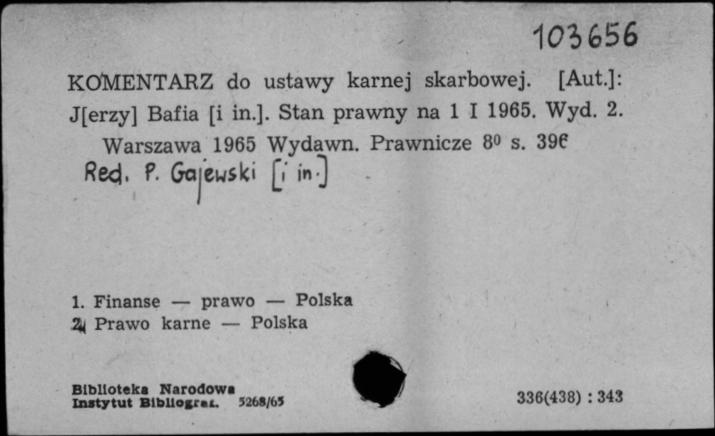 103656
KOMENTARZ do ustawy karnej skarbowej. [Aut.]:
J[erzy] Bafia [i in.]. Stan prawny na 1 I 1965. Wyd. 2.
Warszawa 1965 Wydawn. Prawnicze 8⁰ s. 396
Red. P. Gajewski [i in.]
1. Finanse — prawo — Polska
2. Prawo karne — Polska
Biblioteka Narodowa
Instytut Bibliograf. 5268/65
336(438) : 343